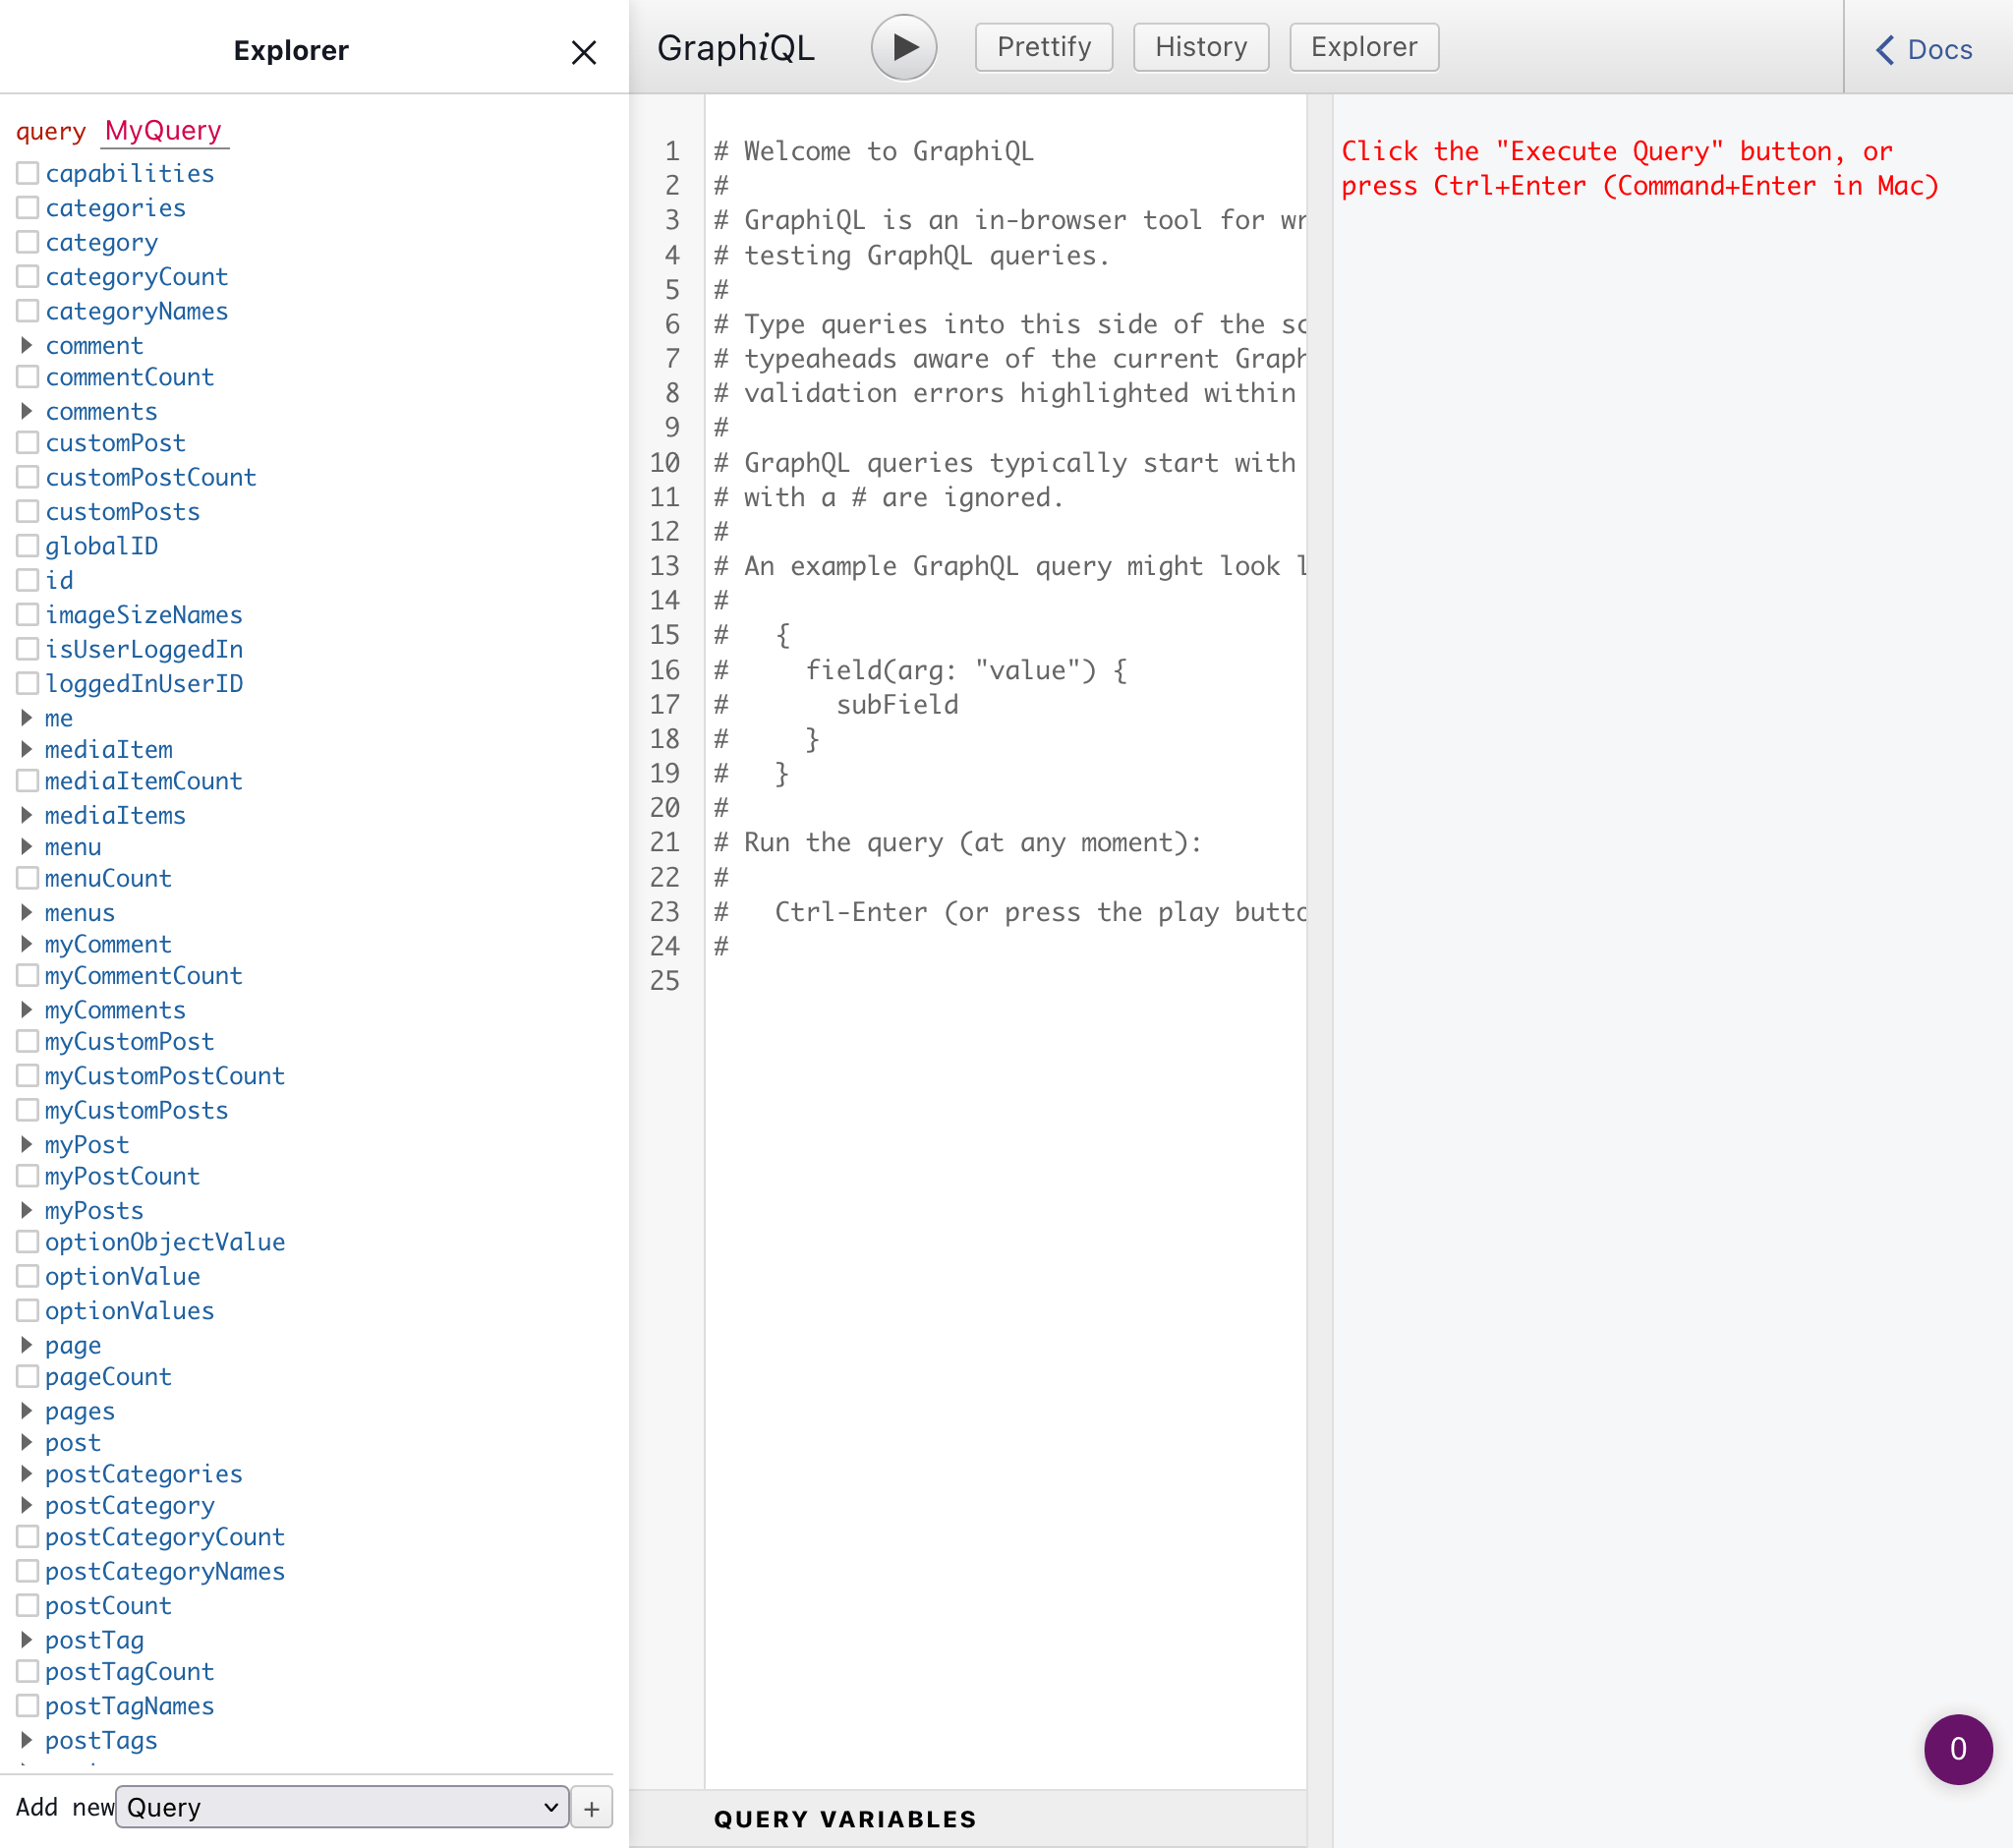 Explorer
query MyQuery
capabilities
categories
category
categoryCount
categoryNames
comment
commentCount
comments
customPost
customPostCount
customPosts
globalID
id
imageSizeNames
isUserLoggedIn
loggedInUserID
me
mediaItem
mediaItemCount
mediaItems
menu
menuCount
menus
myComment
myCommentCount
myComments
myCustomPost
myCustomPostCount
myCustomPosts
myPost
myPostCount
myPosts
optionObjectValue
optionValue
optionValues
page
pageCount
pages
post
postCategories
postCategory
postCategoryCount
postCategoryNames
postCount
postTag
postTagCount
postTagNames
postTags
Add new Query +
GraphiQL Prettify History Explorer Docs
1 # Welcome to GraphiQL
2 #
3 # GraphiQL is an in-browser tool for wr
4 # testing GraphQL queries.
5 #
6 # Type queries into this side of the sc
7 # typeaheads aware of the current Graph
8 # validation errors highlighted within
9 #
10 # GraphQL queries typically start with
11 # with a # are ignored.
12 #
13 # An example GraphQL query might look l
14 #
15 #   {
16 #     field(arg: "value") {
17 #       subField
18 #     }
19 #   }
20 #
21 # Run the query (at any moment):
22 #
23 #   Ctrl-Enter (or press the play butto
24 #
25
QUERY VARIABLES
Click the "Execute Query" button, or
press Ctrl+Enter (Command+Enter in Mac)
0